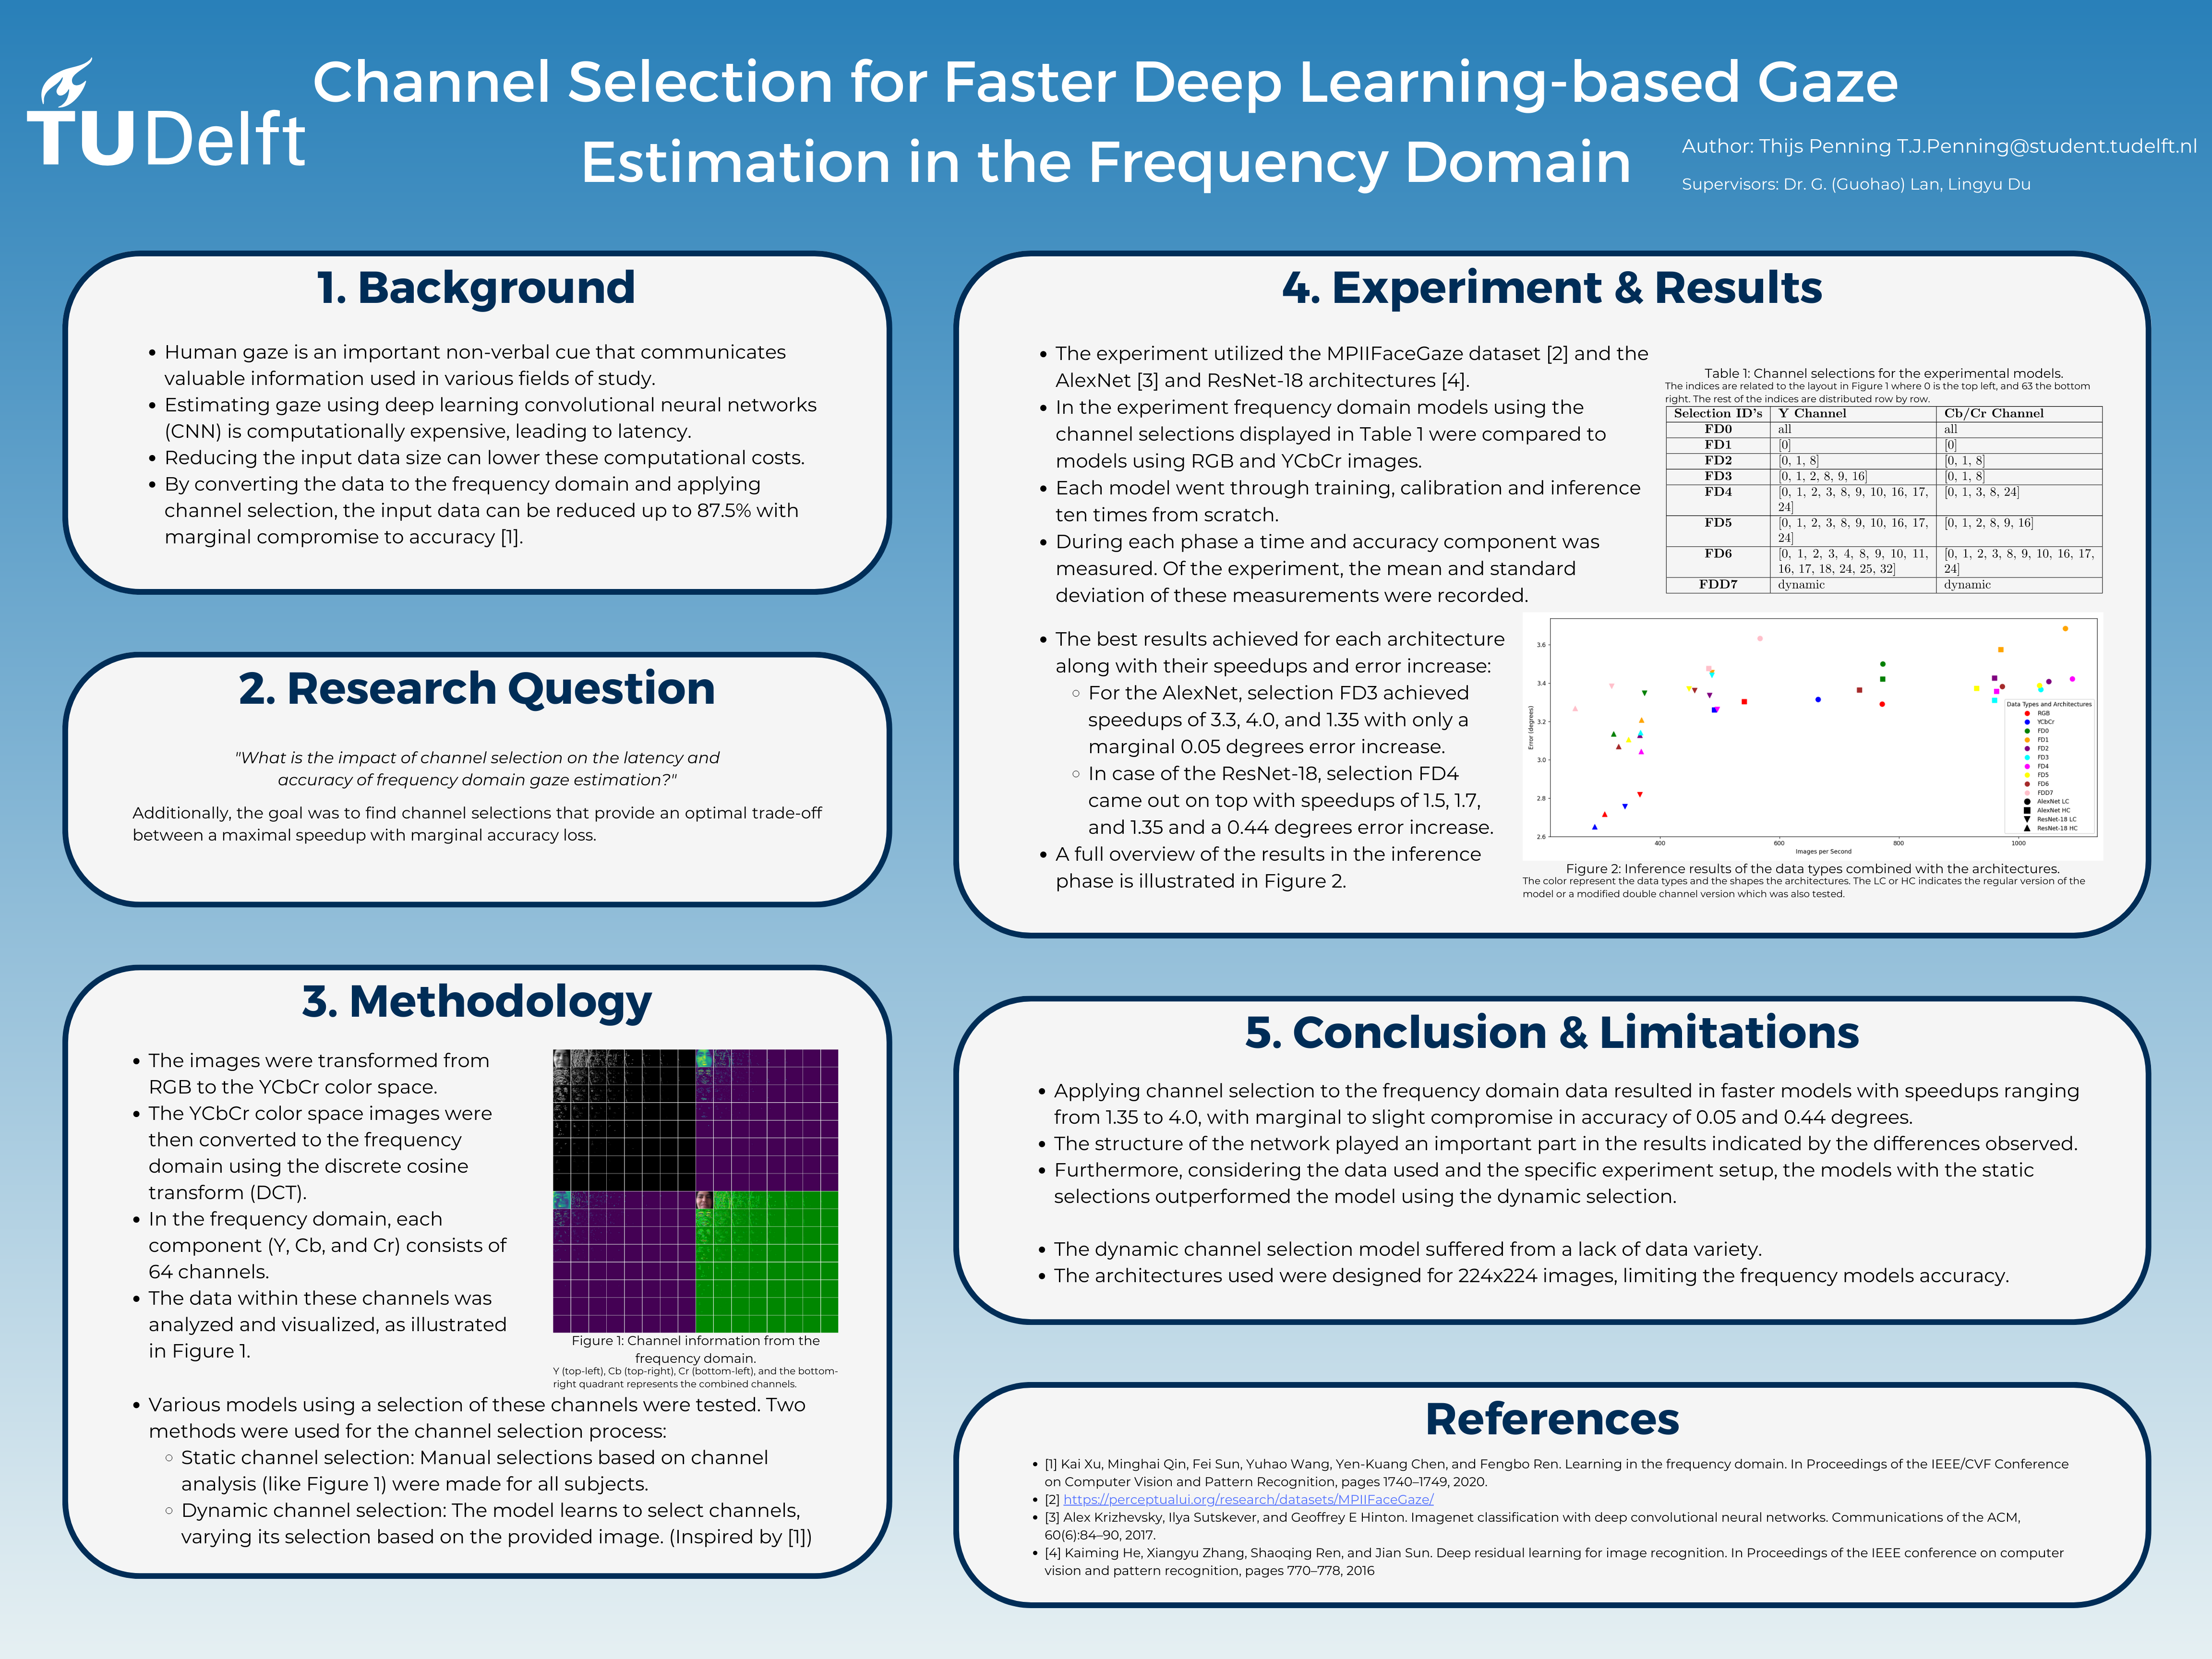 TUDelft
Channel Selection for Faster Deep Learning-based Gaze
Estimation in the Frequency Domain
Author: Thijs Penning T.J.Penning@student.tudelft.nl
Supervisors: Dr. G. (Guohao) Lan, Lingyu Du
1. Background
• Human gaze is an important non-verbal cue that communicates
valuable information used in various fields of study.
• Estimating gaze using deep learning convolutional neural networks
(CNN) is computationally expensive, leading to latency.
• Reducing the input data size can lower these computational costs.
• By converting the data to the frequency domain and applying
channel selection, the input data can be reduced up to 87.5% with
marginal compromise to accuracy [1].
2. Research Question
"What is the impact of channel selection on the latency and
accuracy of frequency domain gaze estimation?"
Additionally, the goal was to find channel selections that provide an optimal trade-off
between a maximal speedup with marginal accuracy loss.
3. Methodology
• The images were transformed from
RGB to the YCbCr color space.
• The YCbCr color space images were
then converted to the frequency
domain using the discrete cosine
transform (DCT).
• In the frequency domain, each
component (Y, Cb, and Cr) consists of
64 channels.
• The data within these channels was
analyzed and visualized, as illustrated
in Figure 1.
Figure 1: Channel information from the
frequency domain.
Y (top-left), Cb (top-right), Cr (bottom-left), and the bottom-
right quadrant represents the combined channels.
• Various models using a selection of these channels were tested. Two
methods were used for the channel selection process:
◦ Static channel selection: Manual selections based on channel
analysis (like Figure 1) were made for all subjects.
◦ Dynamic channel selection: The model learns to select channels,
varying its selection based on the provided image. (Inspired by [1])
4. Experiment & Results
• The experiment utilized the MPIIFaceGaze dataset [2] and the
AlexNet [3] and ResNet-18 architectures [4].
• In the experiment frequency domain models using the
channel selections displayed in Table 1 were compared to
models using RGB and YCbCr images.
• Each model went through training, calibration and inference
ten times from scratch.
• During each phase a time and accuracy component was
measured. Of the experiment, the mean and standard
deviation of these measurements were recorded.
Table 1: Channel selections for the experimental models.
The indices are related to the layout in Figure 1 where 0 is the top left, and 63 the bottom
right. The rest of the indices are distributed row by row.
Selection ID's Y Channel Cb/Cr Channel
FD0 all all
FD1 [0] [0]
FD2 [0, 1, 8] [0, 1, 8]
FD3 [0, 1, 2, 8, 9, 16] [0, 1, 8]
FD4 [0, 1, 2, 3, 8, 9, 10, 16, 17, [0, 1, 3, 8, 24]
24]
FD5 [0, 1, 2, 3, 8, 9, 10, 16, 17, [0, 1, 2, 8, 9, 16]
24]
FD6 [0, 1, 2, 3, 4, 8, 9, 10, 11, [0, 1, 2, 3, 8, 9, 10, 16, 17,
16, 17, 18, 24, 25, 32] 24]
FDD7 dynamic dynamic
• The best results achieved for each architecture
along with their speedups and error increase:
◦ For the AlexNet, selection FD3 achieved
speedups of 3.3, 4.0, and 1.35 with only a
marginal 0.05 degrees error increase.
◦ In case of the ResNet-18, selection FD4
came out on top with speedups of 1.5, 1.7,
and 1.35 and a 0.44 degrees error increase.
• A full overview of the results in the inference
phase is illustrated in Figure 2.
3.6
3.4
3.2
3.0
2.8
2.6
Error (degrees)
400 600 800 1000
Images per Second
Data Types and Architectures
RGB
YCbCr
FD0
FD1
FD2
FD3
FD4
FD5
FD6
FDD7
AlexNet LC
AlexNet HC
ResNet-18 LC
ResNet-18 HC
Figure 2: Inference results of the data types combined with the architectures.
The color represent the data types and the shapes the architectures. The LC or HC indicates the regular version of the
model or a modified double channel version which was also tested.
5. Conclusion & Limitations
• Applying channel selection to the frequency domain data resulted in faster models with speedups ranging
from 1.35 to 4.0, with marginal to slight compromise in accuracy of 0.05 and 0.44 degrees.
• The structure of the network played an important part in the results indicated by the differences observed.
• Furthermore, considering the data used and the specific experiment setup, the models with the static
selections outperformed the model using the dynamic selection.
• The dynamic channel selection model suffered from a lack of data variety.
• The architectures used were designed for 224x224 images, limiting the frequency models accuracy.
References
• [1] Kai Xu, Minghai Qin, Fei Sun, Yuhao Wang, Yen-Kuang Chen, and Fengbo Ren. Learning in the frequency domain. In Proceedings of the IEEE/CVF Conference
on Computer Vision and Pattern Recognition, pages 1740–1749, 2020.
• [2] https://perceptualui.org/research/datasets/MPIIFaceGaze/
• [3] Alex Krizhevsky, Ilya Sutskever, and Geoffrey E Hinton. Imagenet classification with deep convolutional neural networks. Communications of the ACM,
60(6):84–90, 2017.
• [4] Kaiming He, Xiangyu Zhang, Shaoqing Ren, and Jian Sun. Deep residual learning for image recognition. In Proceedings of the IEEE conference on computer
vision and pattern recognition, pages 770–778, 2016